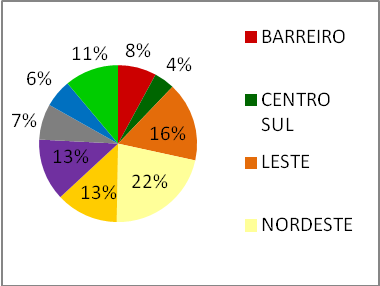 11%
8%
4%
6%
7%
16%
13%
13%
22%
BARREIRO
CENTRO
SUL
LESTE
NORDESTE